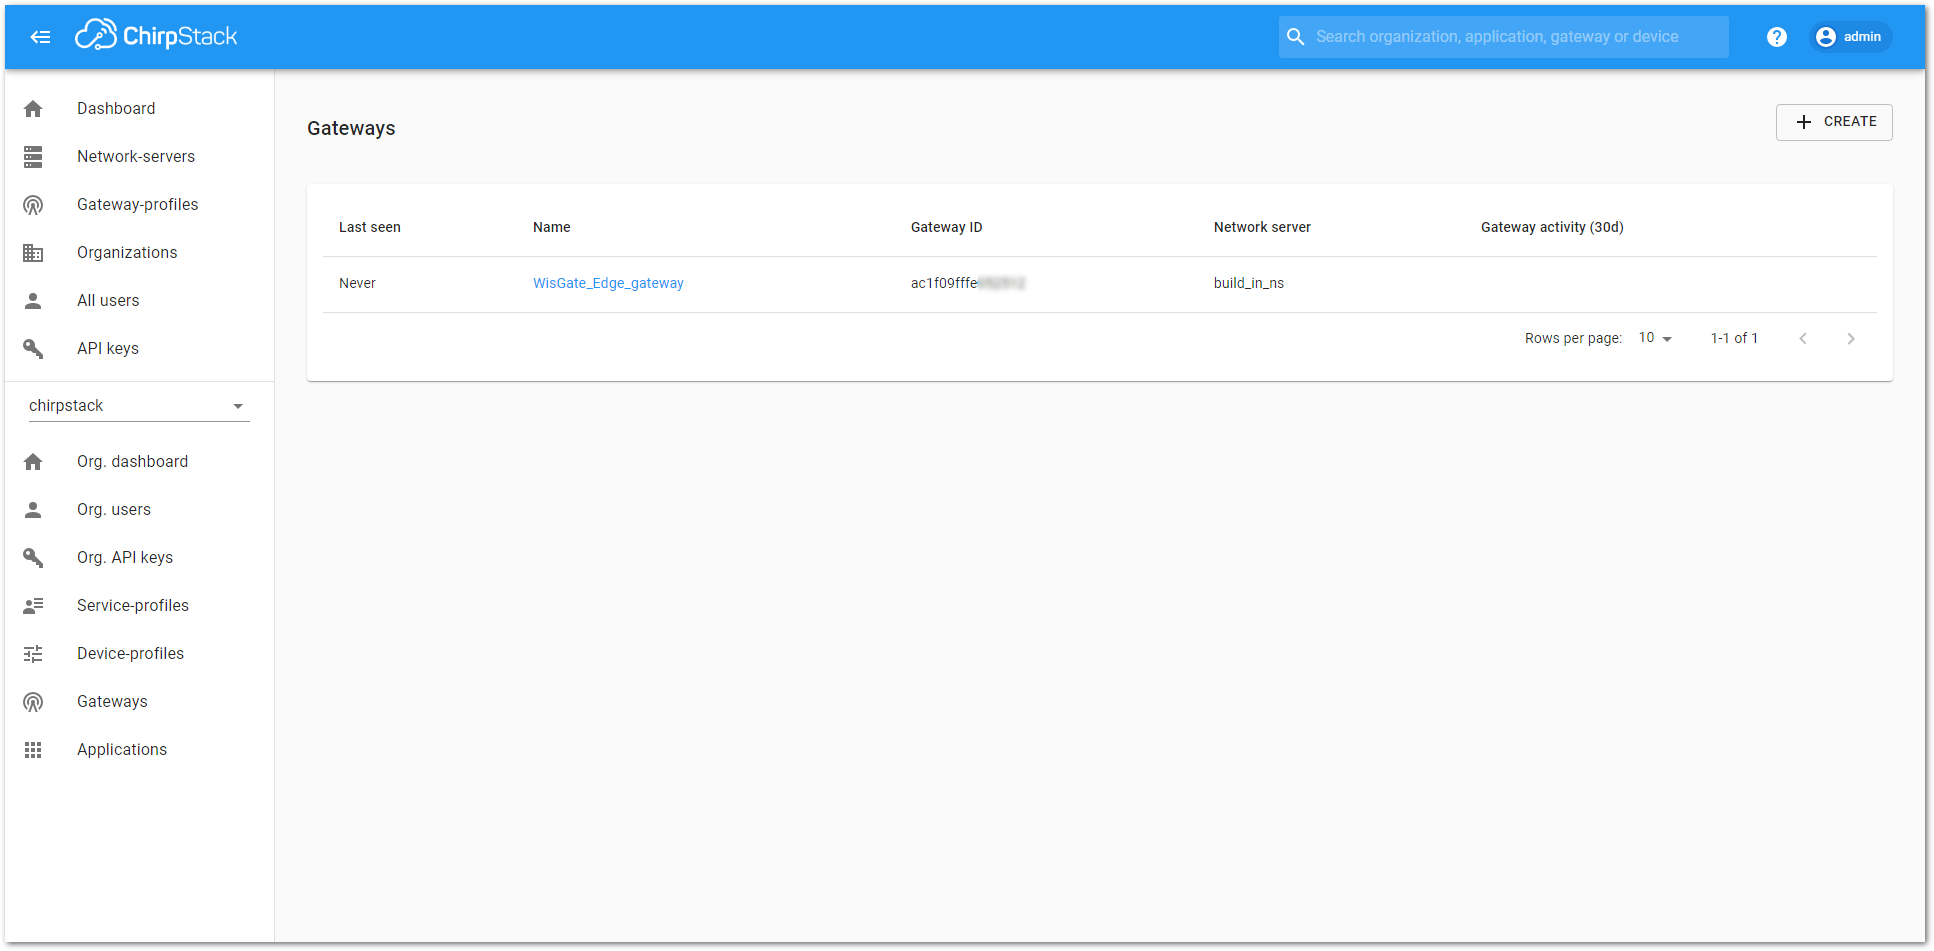 ChirpStack
Search organization, application, gateway or device
?
admin
Dashboard
Network-servers
Gateway-profiles
Organizations
All users
API keys
chirpstack
Org. dashboard
Org. users
Org. API keys
Service-profiles
Device-profiles
Gateways
Applications
Gateways
CREATE
Last seen Name Gateway ID Network server Gateway activity (30d)
Never WisGate_Edge_gateway ac1f09fffe build_in_ns
Rows per page: 10 1-1 of 1